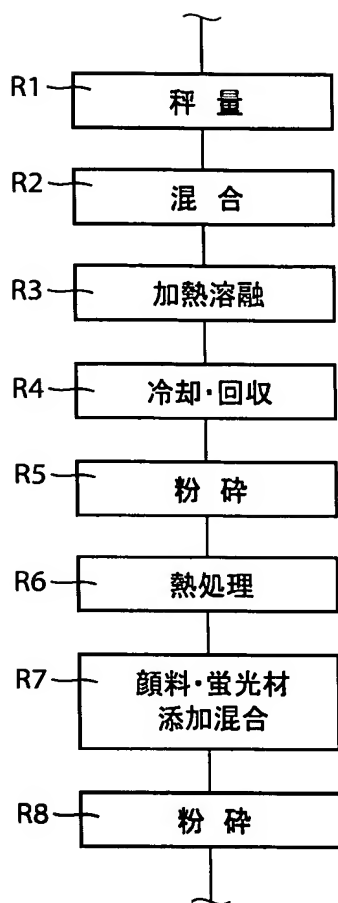 R1 秤量
R2 混合
R3 加熱溶融
R4 冷却・回収
R5 粉砕
R6 熱処理
R7 顔料・蛍光材
添加混合
R8 粉砕